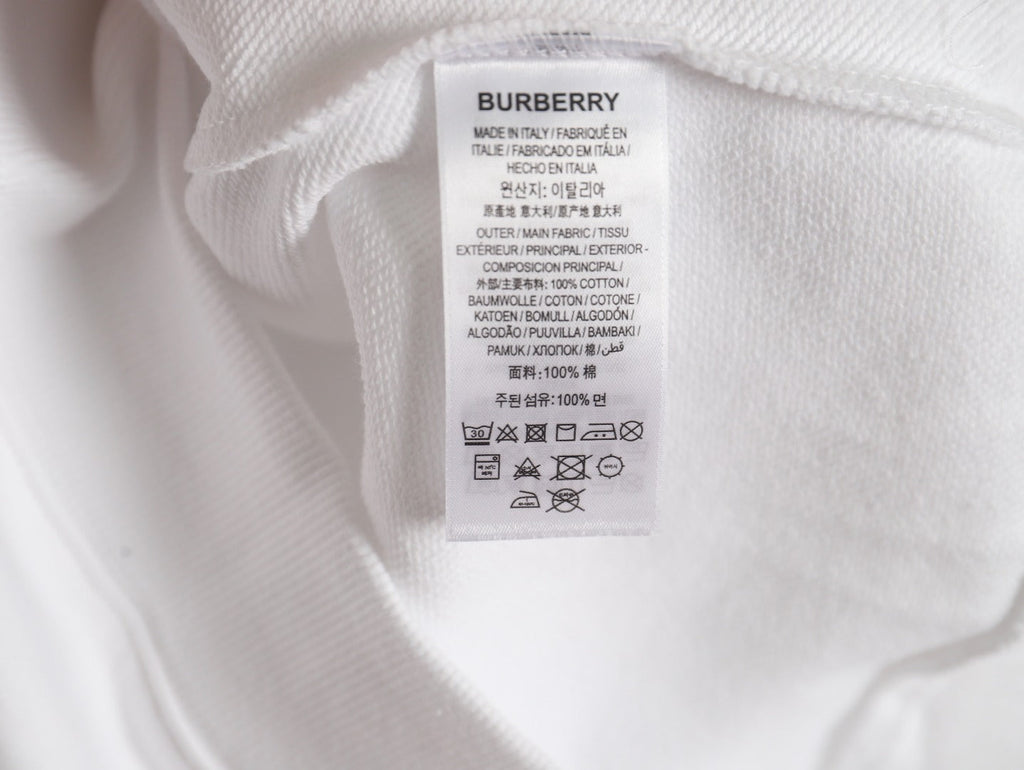 BURBERRY
MADE IN ITALY / FABRIQUÉ EN
ITALIE / FABRICADO EM ITÁLIA /
HECHO EN ITALIA
원산지: 이탈리아
原產地 意大利/原产地 意大利
OUTER / MAIN FABRIC / TISSU
EXTÉRIEUR / PRINCIPAL / EXTERIOR -
COMPOSICION PRINCIPAL /
外部/主要布料: 100% COTTON /
BAUMWOLLE / COTON / COTONE /
KATOEN / BOMULL / ALGODÓN /
ALGODÃO / PUUVILLA / BAMBAKI /
PAMUK / ХЛОПОК / 棉 / قطن
面料:100% 棉
주된 섬유:100% 면
30